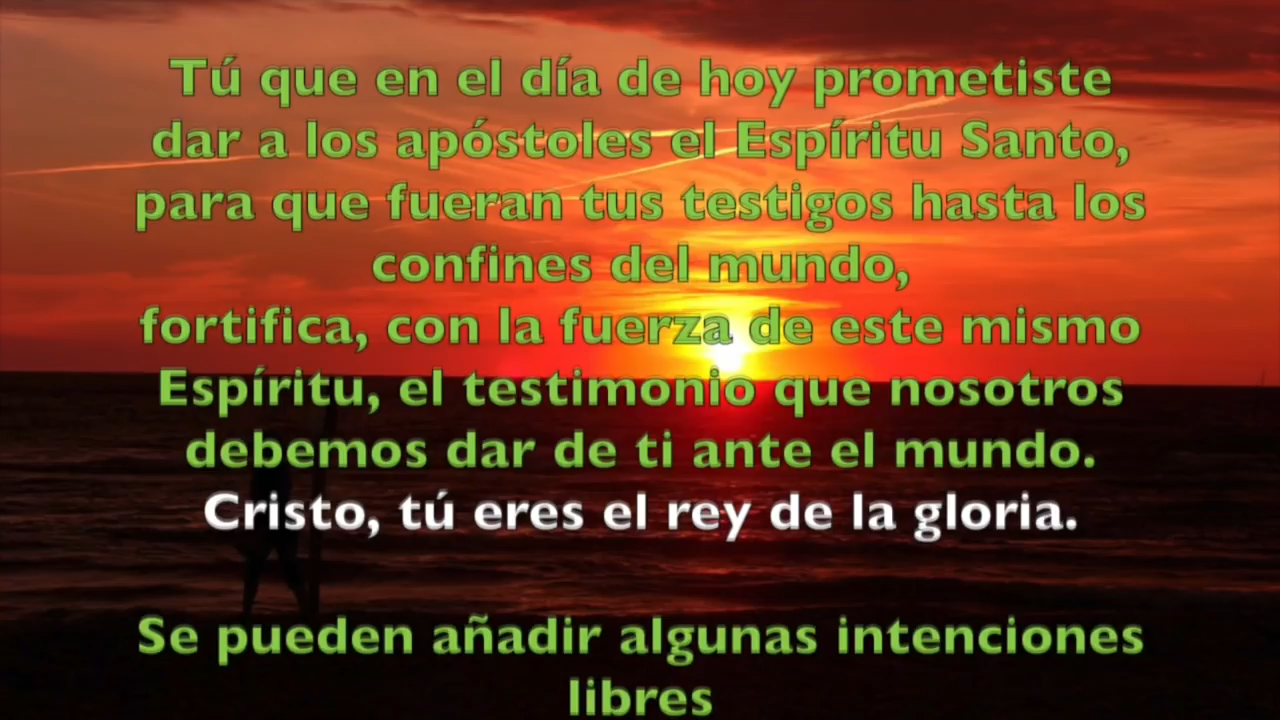 Tú que en el día de hoy prometiste
dar a los apóstoles el Espíritu Santo,
para que fueran tus testigos hasta los
confines del mundo,
fortifica, con la fuerza de este mismo
Espíritu, el testimonio que nosotros
debemos dar de ti ante el mundo.
Cristo, tú eres el rey de la gloria.
Se pueden añadir algunas intenciones
libres